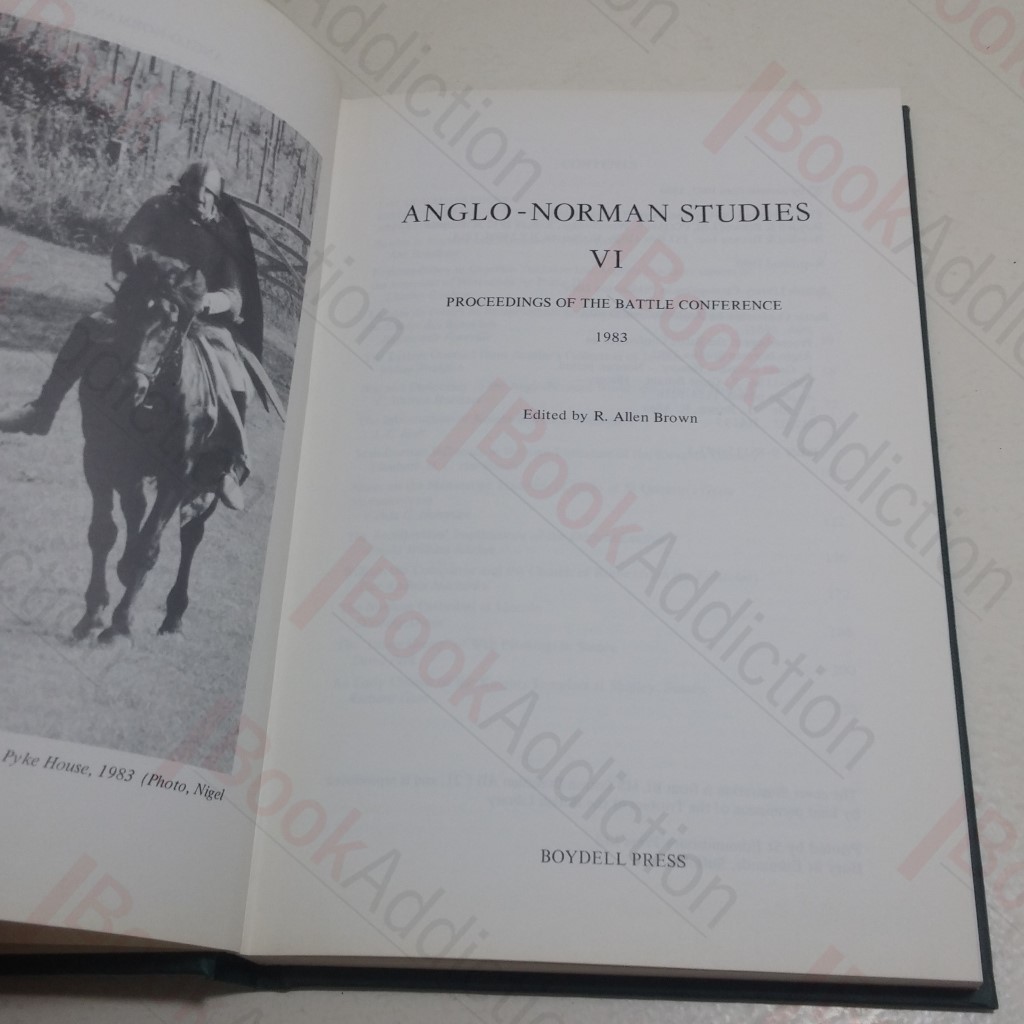 Pyke House, 1983 (Photo, Nigel
ANGLO-NORMAN STUDIES
VI
PROCEEDINGS OF THE BATTLE CONFERENCE
1983
Edited by R. Allen Brown
BOYDELL PRESS
BookAddiction